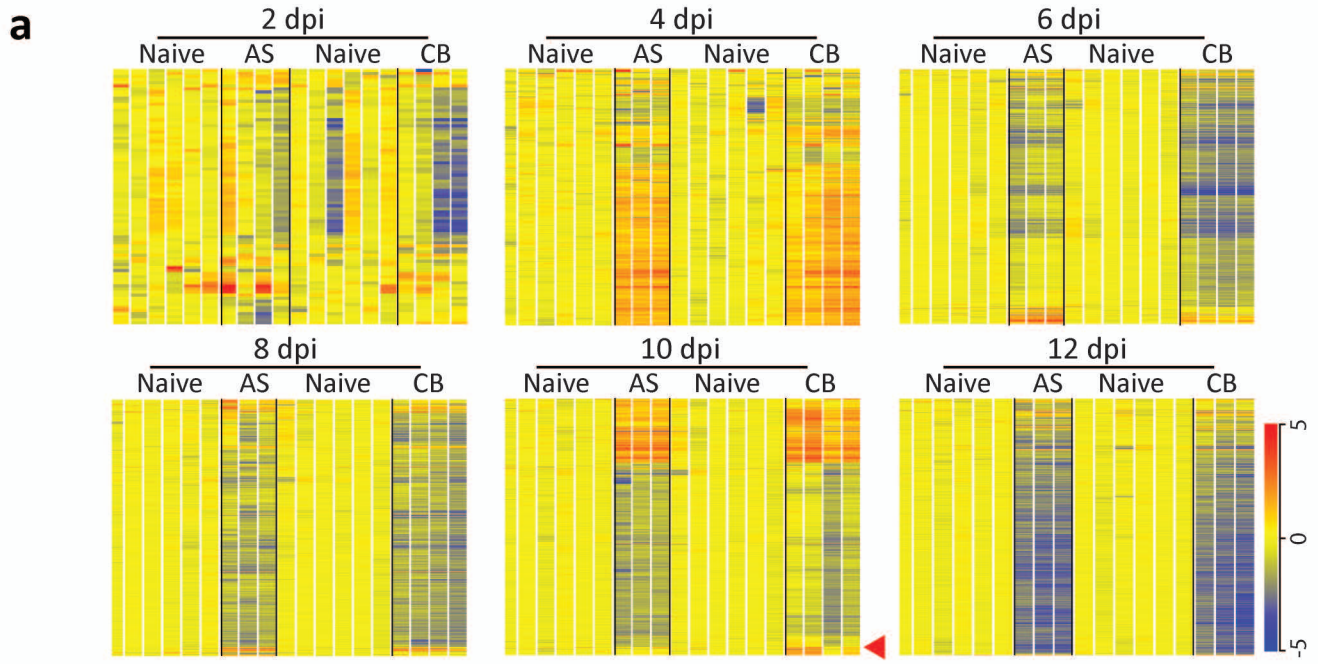 a
2 dpi
4 dpi
6 dpi
Naive AS Naive CB
Naive AS Naive CB
Naive AS Naive CB
8 dpi
10 dpi
12 dpi
Naive AS Naive CB
Naive AS Naive CB
Naive AS Naive CB
5
0
-5